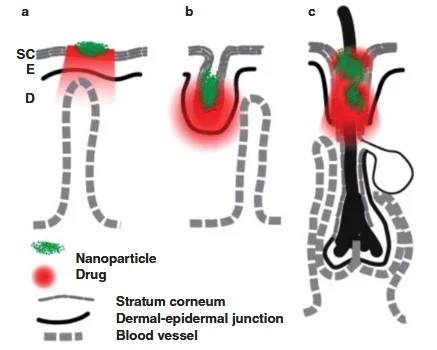 a
b
c
SC
E
D
Nanoparticle
Drug
Stratum corneum
Dermal-epidermal junction
Blood vessel